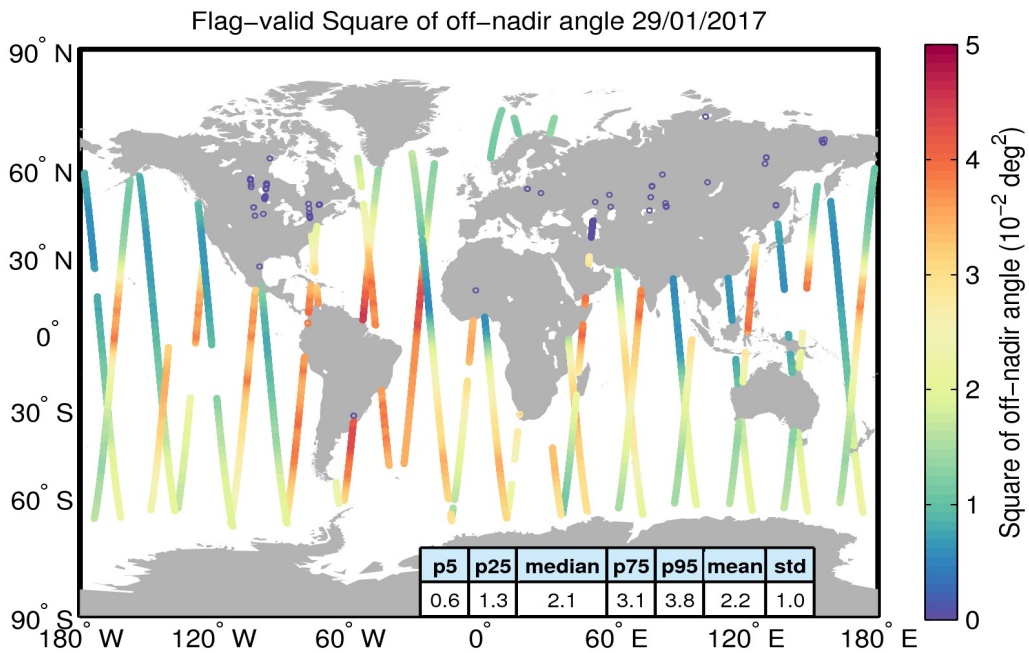 Flag−valid Square of off−nadir angle 29/01/2017
90° N
60° N
30° N
0°
30° S
60° S
90° S
180° W
120° W
60° W
0°
60° E
120° E
180° E
p5 p25 median p75 p95 mean std
0.6 1.3 2.1 3.1 3.8 2.2 1.0
5
4
3
2
1
0
Square of off−nadir angle (10⁻² deg²)